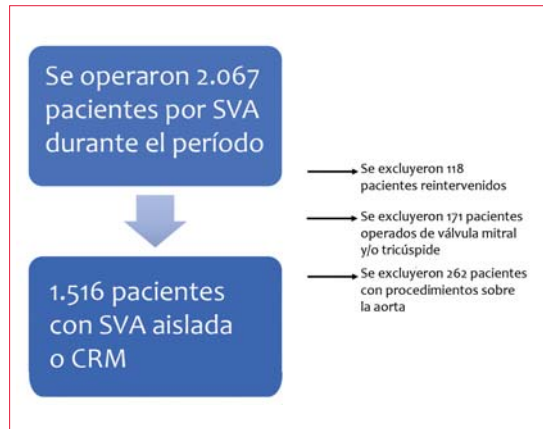 Se operaron 2.067
pacientes por SVA
durante el período
Se excluyeron 118
pacientes reintervenidos
Se excluyeron 171 pacientes
operados de válvula mitral
y/o tricúspide
Se excluyeron 262 pacientes
con procedimientos sobre
la aorta
1.516 pacientes
con SVA aislada
o CRM